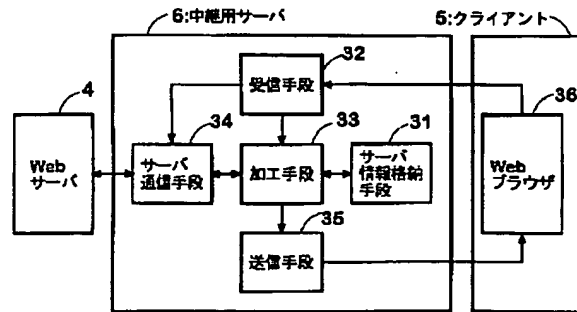 6:中継用サーバ
5:クライアント
4
Web
サーバ
32
受信手段
34
サーバ
通信手段
33
加工手段
31
サーバ
情報格納
手段
35
送信手段
36
Web
ブラウザ